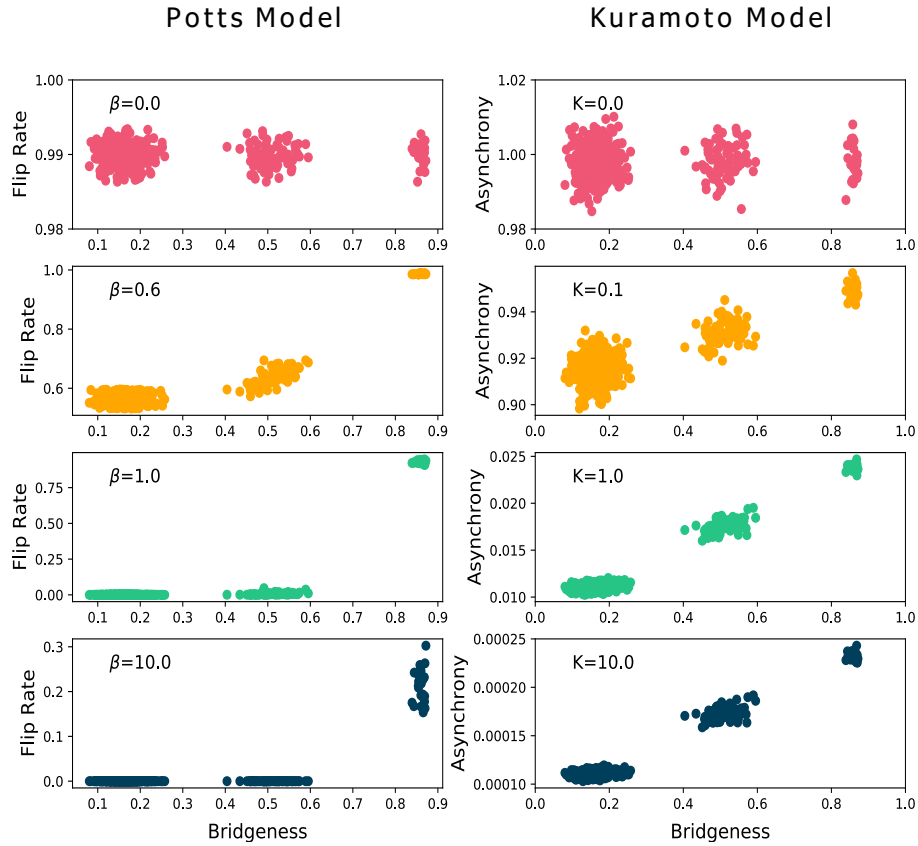 Potts Model
Kuramoto Model
1.00
0.99
0.98
Flip Rate
β=0.0
0.1 0.2 0.3 0.4 0.5 0.6 0.7 0.8 0.9
1.02
1.00
0.98
Asynchrony
K=0.0
0.0 0.2 0.4 0.6 0.8 1.0
1.0
0.8
0.6
Flip Rate
β=0.6
0.1 0.2 0.3 0.4 0.5 0.6 0.7 0.8 0.9
0.94
0.92
0.90
Asynchrony
K=0.1
0.0 0.2 0.4 0.6 0.8 1.0
0.75
0.50
0.25
0.00
Flip Rate
β=1.0
0.1 0.2 0.3 0.4 0.5 0.6 0.7 0.8 0.9
0.025
0.020
0.015
0.010
Asynchrony
K=1.0
0.0 0.2 0.4 0.6 0.8 1.0
0.3
0.2
0.1
0.0
Flip Rate
β=10.0
0.1 0.2 0.3 0.4 0.5 0.6 0.7 0.8 0.9
Bridgeness
0.00025
0.00020
0.00015
0.00010
Asynchrony
K=10.0
0.0 0.2 0.4 0.6 0.8 1.0
Bridgeness